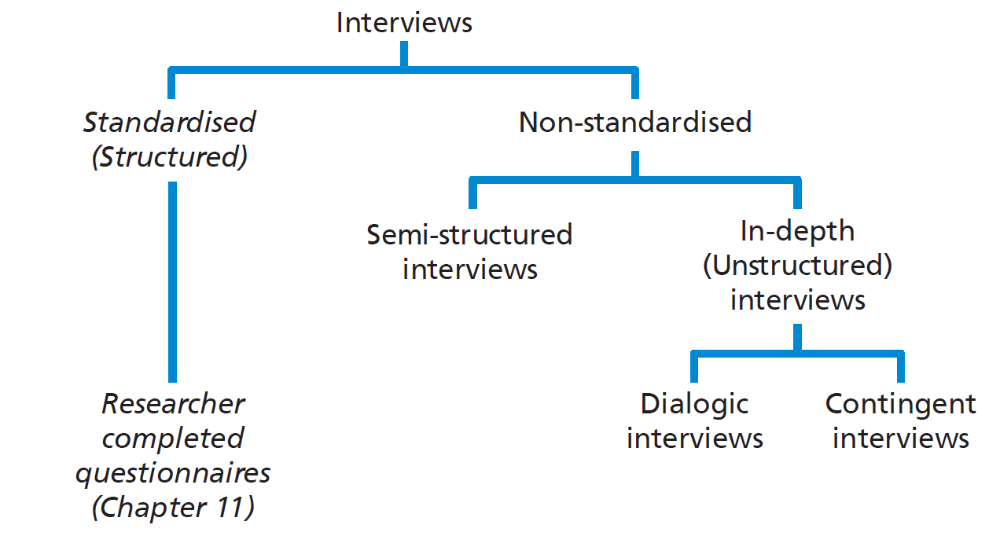 Interviews
Standardised
(Structured)
Non-standardised
Semi-structured
interviews
In-depth
(Unstructured)
interviews
Researcher
completed
questionnaires
(Chapter 11)
Dialogic
interviews
Contingent
interviews